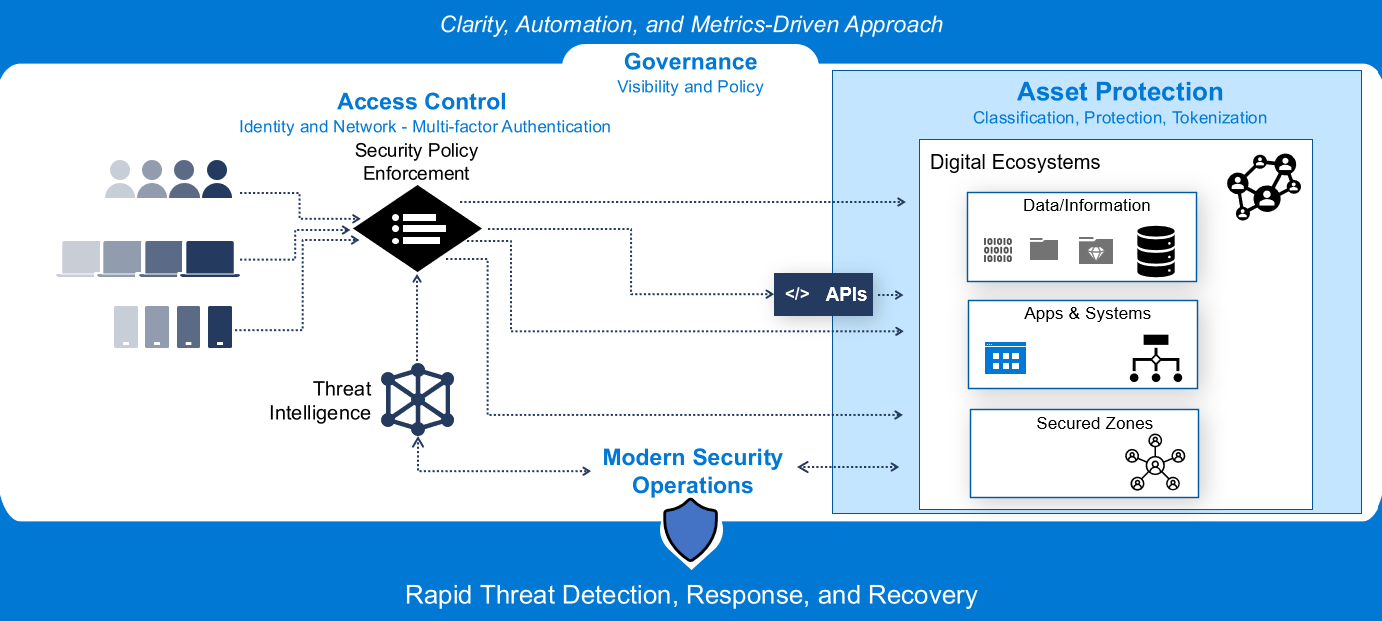 Clarity, Automation, and Metrics-Driven Approach
Governance
Visibility and Policy
Access Control
Identity and Network - Multi-factor Authentication
Security Policy
Enforcement
Asset Protection
Classification, Protection, Tokenization
Digital Ecosystems
Data/Information
101010
010101
101010
</> APIs
Apps & Systems
Threat
Intelligence
Secured Zones
Modern Security
Operations
Rapid Threat Detection, Response, and Recovery